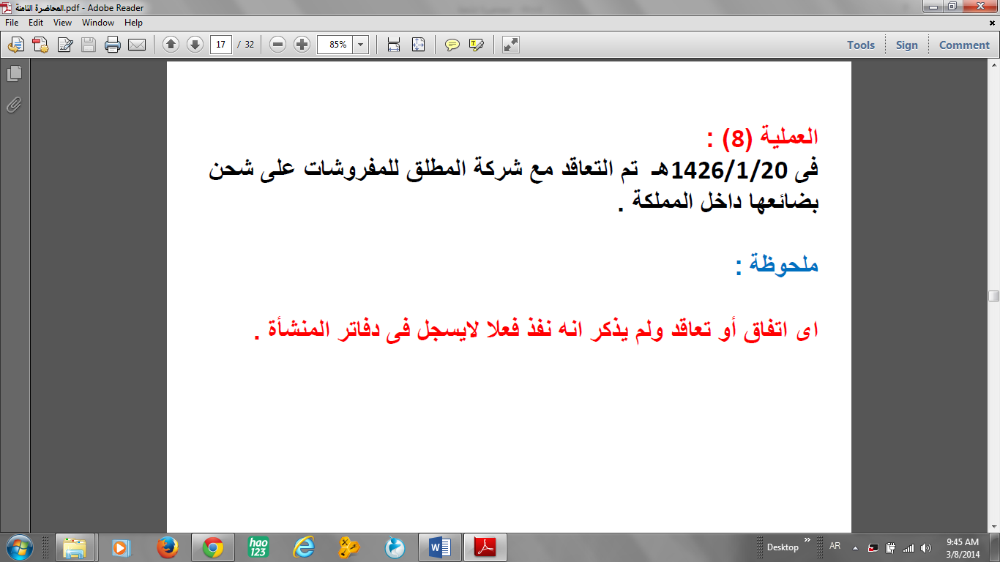 المحاضرة الثامنة.pdf - Adobe Reader
File Edit View Window Help
17 / 32 85% Tools Sign Comment
العملية (8) :
فى 1426/1/20هـ تم التعاقد مع شركة المطلق للمفروشات على شحن
بضائعها داخل المملكة .
ملحوظة :
اى اتفاق أو تعاقد ولم يذكر انه نفذ فعلا لايسجل فى دفاتر المنشأة .
hao
123
Desktop AR 9:45 AM
3/8/2014